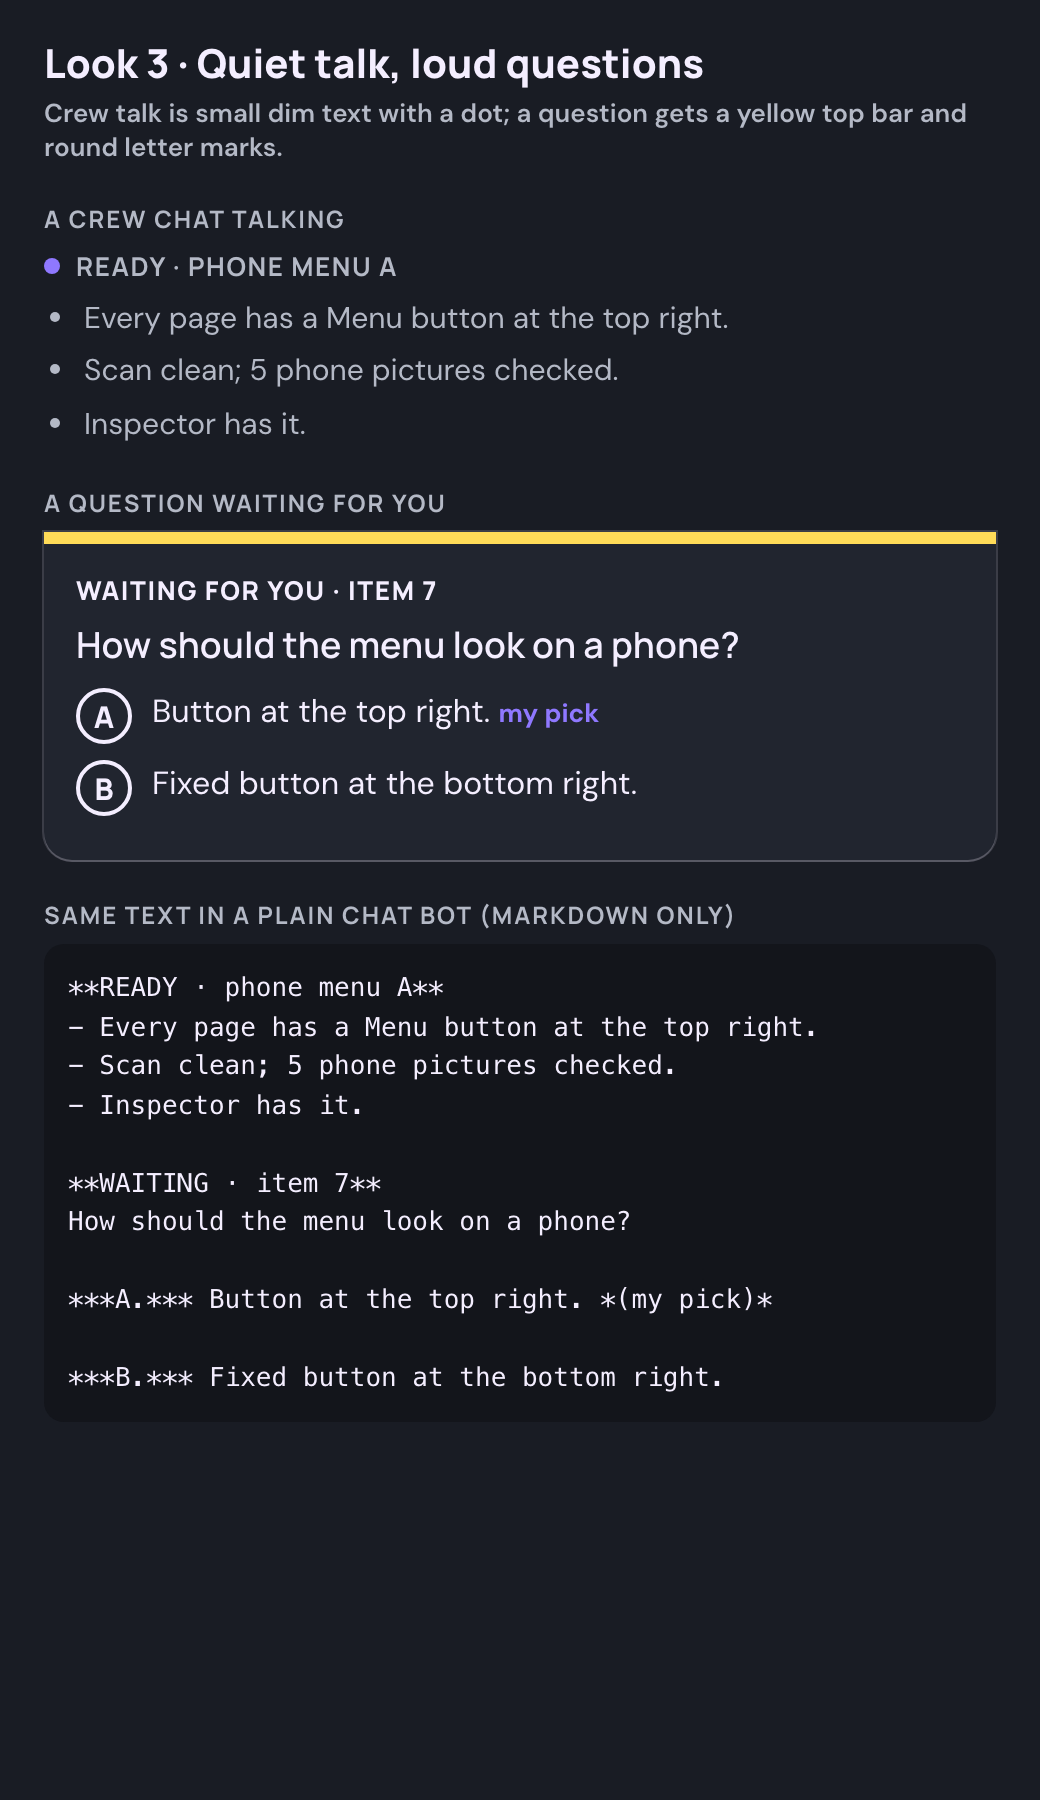 Look 3 · Quiet talk, loud questions
Crew talk is small dim text with a dot; a question gets a yellow top bar and
round letter marks.
A CREW CHAT TALKING
READY · PHONE MENU A
• Every page has a Menu button at the top right.
• Scan clean; 5 phone pictures checked.
• Inspector has it.
A QUESTION WAITING FOR YOU
WAITING FOR YOU · ITEM 7
How should the menu look on a phone?
A Button at the top right. my pick
B Fixed button at the bottom right.
SAME TEXT IN A PLAIN CHAT BOT (MARKDOWN ONLY)
**READY · phone menu A**
– Every page has a Menu button at the top right.
– Scan clean; 5 phone pictures checked.
– Inspector has it.
**WAITING · item 7**
How should the menu look on a phone?
***A.*** Button at the top right. *(my pick)*
***B.*** Fixed button at the bottom right.